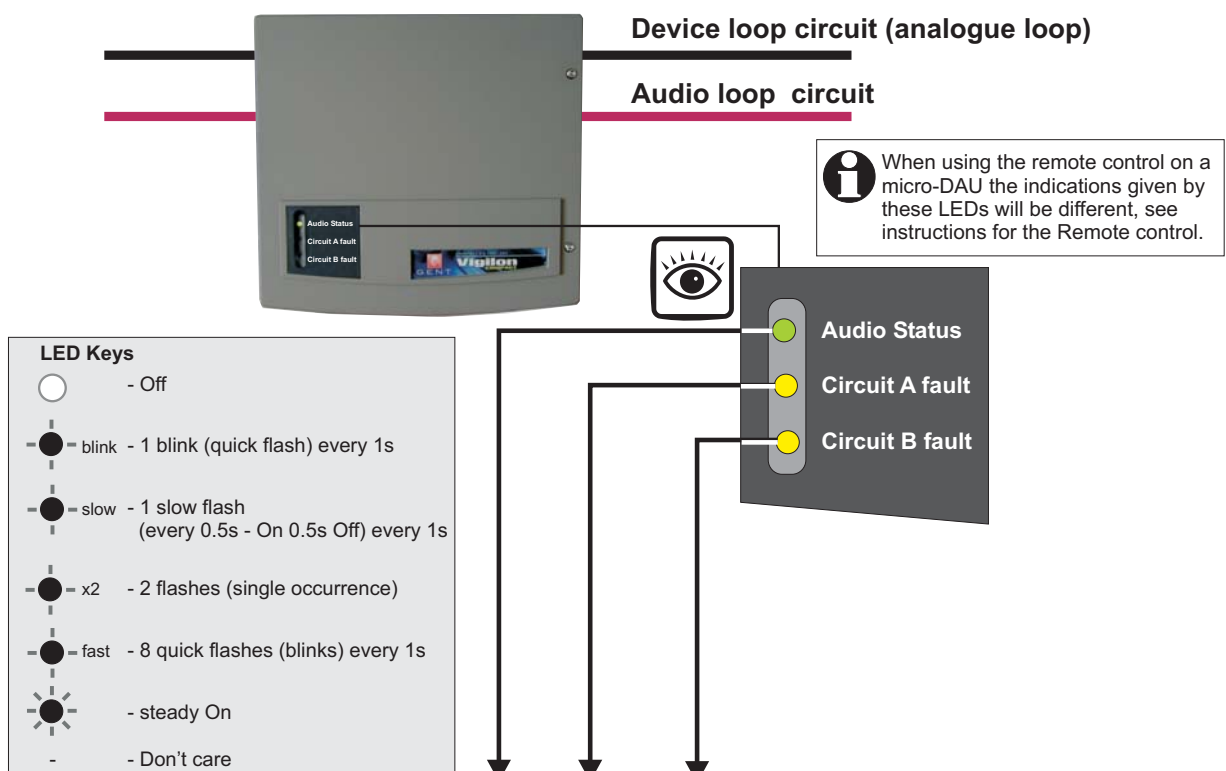 Device loop circuit (analogue loop)
Audio loop circuit
When using the remote control on a
micro-DAU the indications given by
these LEDs will be different, see
instructions for the Remote control.
Audio Status
Circuit A fault
Circuit B fault
GENT
Vigilon
Audio Status
Circuit A fault
Circuit B fault
LED Keys
- Off
blink - 1 blink (quick flash) every 1s
slow - 1 slow flash
(every 0.5s - On 0.5s Off) every 1s
x2 - 2 flashes (single occurrence)
fast - 8 quick flashes (blinks) every 1s
- steady On
- - Don't care